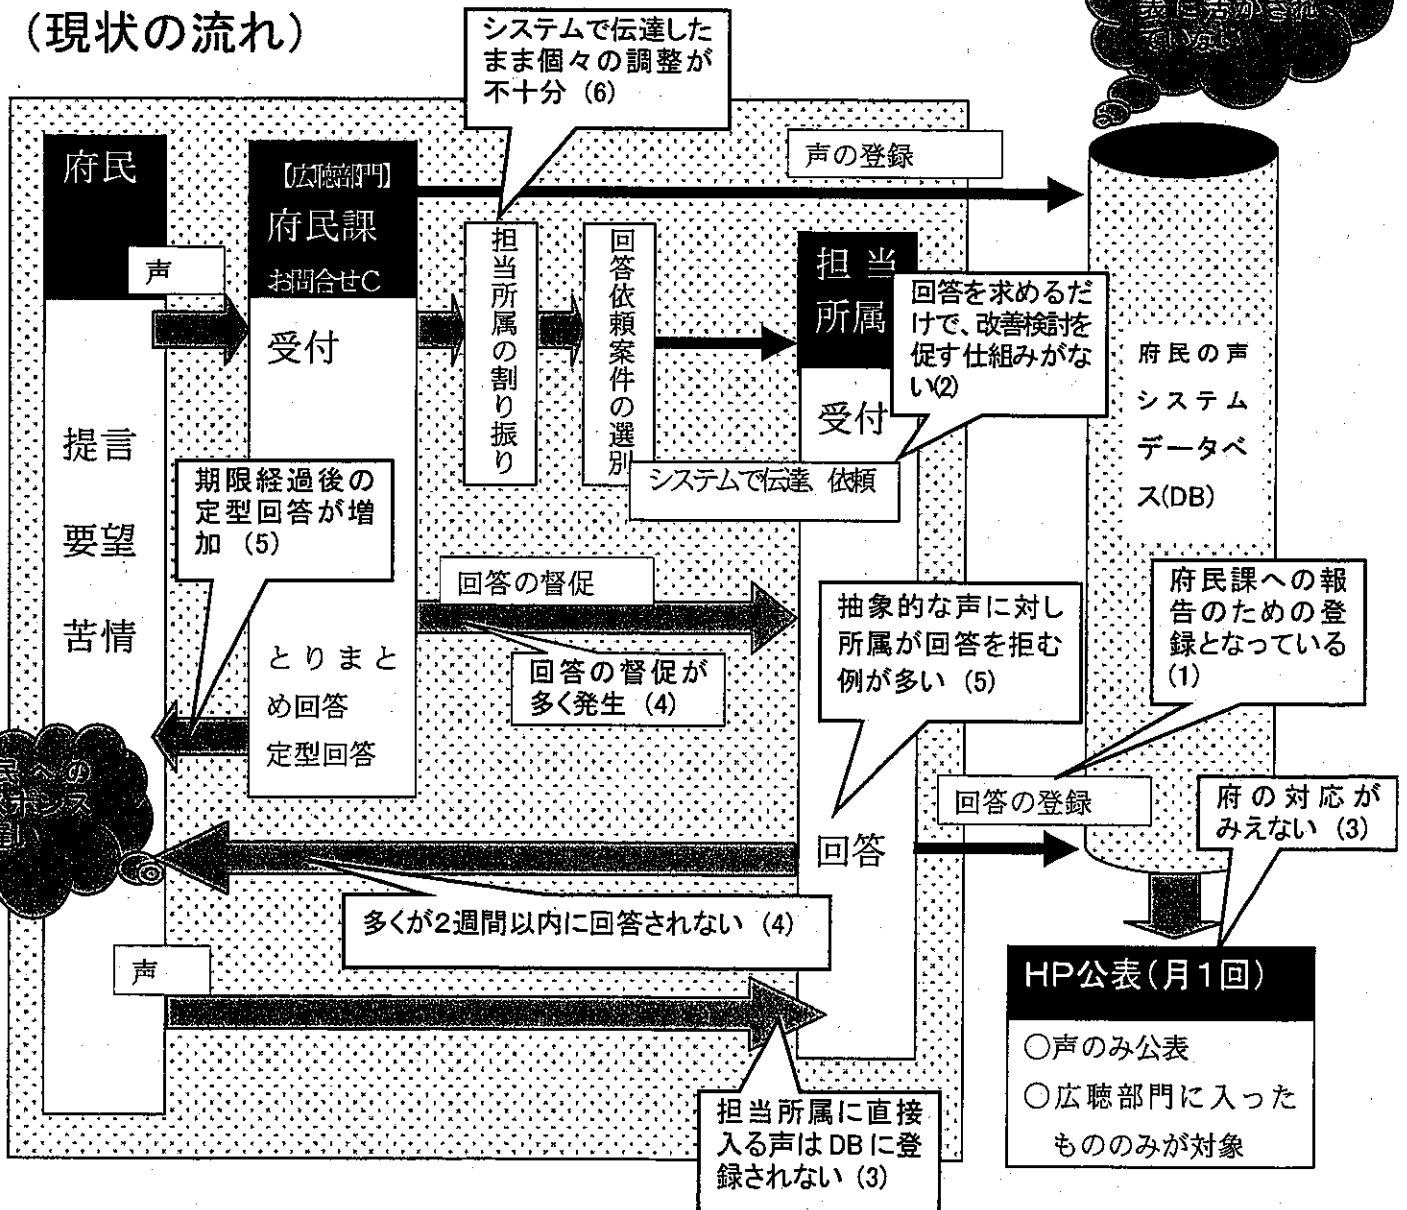 (現状の流れ)
システムで伝達した
まま個々の調整が
不十分 (6)
府民
声
提言
要望
苦情
【広聴部門】
府民課
お問合せC
受付
担当所属の割り振り
回答依頼案件の選別
声の登録
担当
所属
受付
回答を求めるだ
けで、改善検討を
促す仕組みがな
い(2)
システムで伝達、依頼
府民の声
システム
データベ
ス(DB)
期限経過後の
定型回答が増
加 (5)
回答の督促
回答の督促が
多く発生 (4)
とりまと
め回答
定型回答
抽象的な声に対し
所属が回答を拒む
例が多い (5)
府民課への報
告のための登
録となっている
(1)
回答の登録
回答
府の対応が
みえない (3)
多くが2週間以内に回答されない (4)
声
担当所属に直接
入る声はDBに登
録されない (3)
HP公表(月1回)
○声のみ公表
○広聴部門に入った
もののみが対象